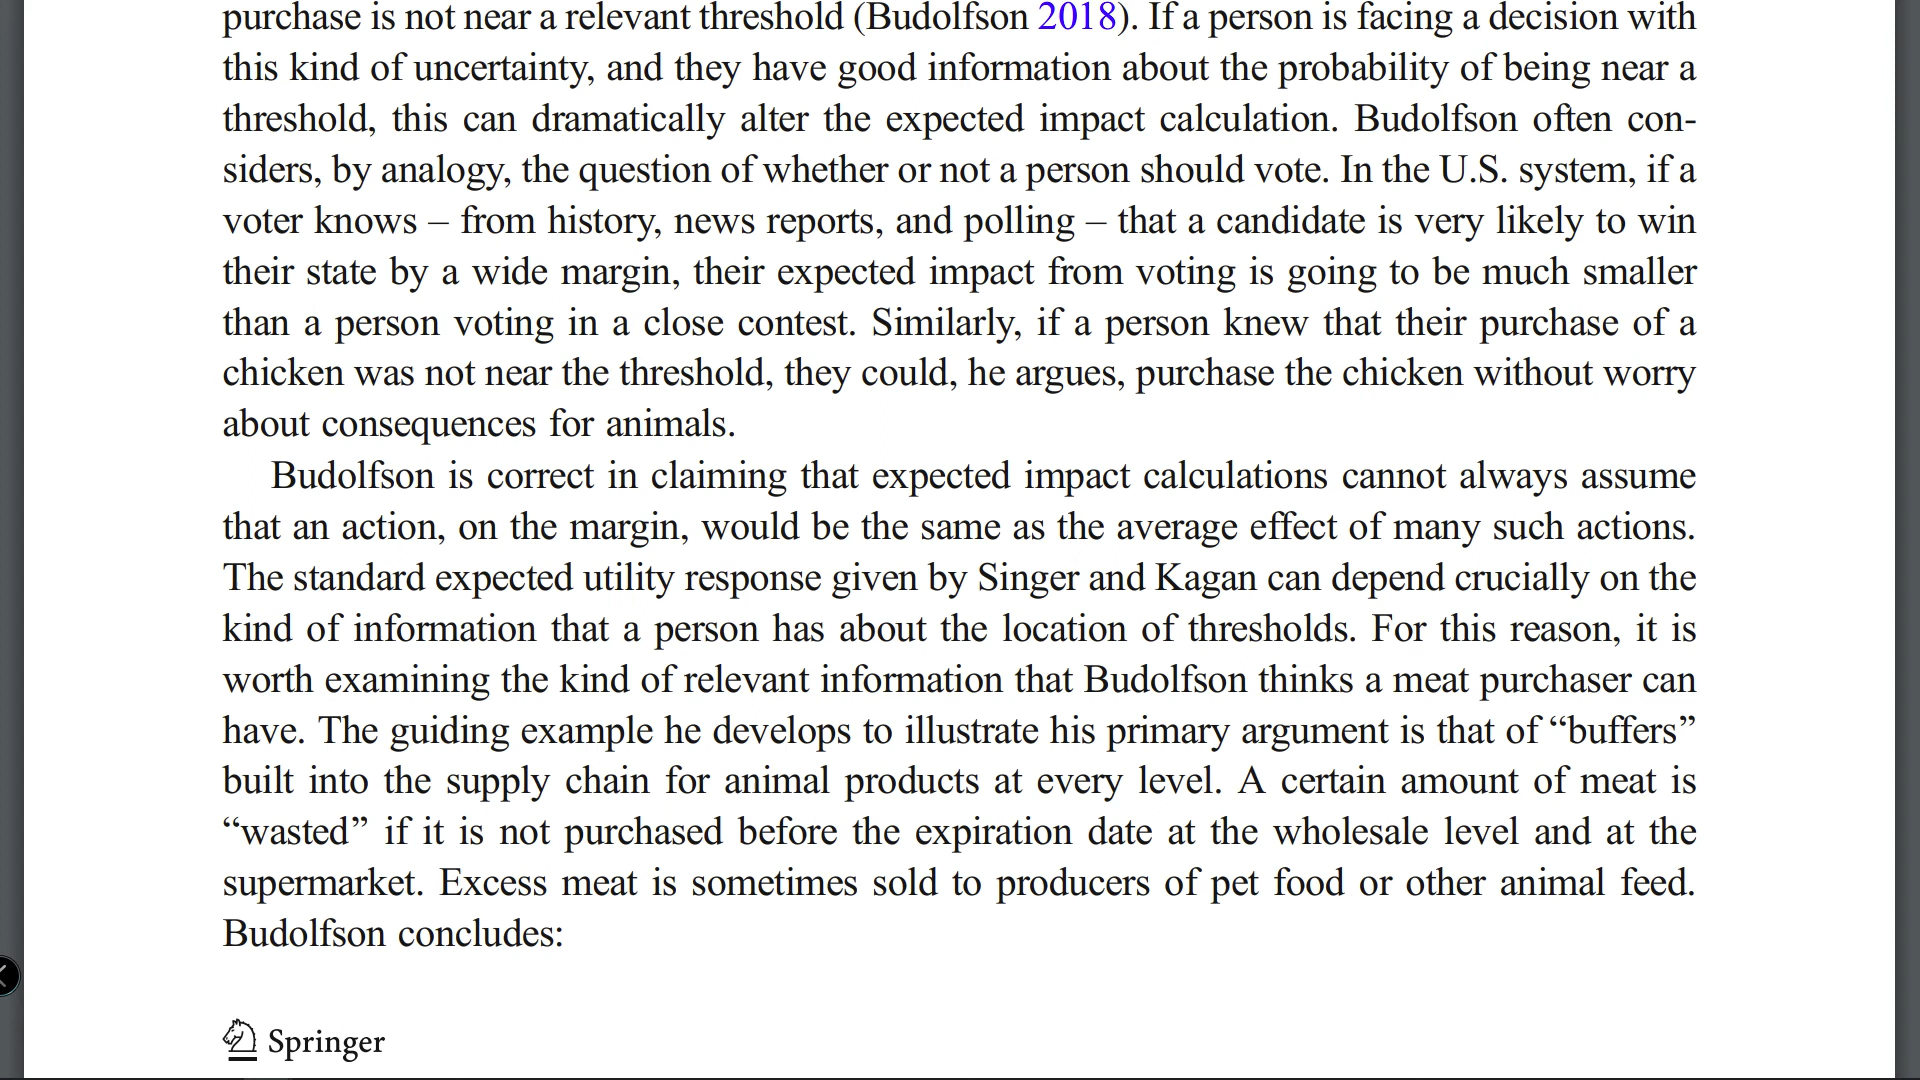 purchase is not near a relevant threshold (Budolfson 2018). If a person is facing a decision with
this kind of uncertainty, and they have good information about the probability of being near a
threshold, this can dramatically alter the expected impact calculation. Budolfson often con-
siders, by analogy, the question of whether or not a person should vote. In the U.S. system, if a
voter knows – from history, news reports, and polling – that a candidate is very likely to win
their state by a wide margin, their expected impact from voting is going to be much smaller
than a person voting in a close contest. Similarly, if a person knew that their purchase of a
chicken was not near the threshold, they could, he argues, purchase the chicken without worry
about consequences for animals.
Budolfson is correct in claiming that expected impact calculations cannot always assume
that an action, on the margin, would be the same as the average effect of many such actions.
The standard expected utility response given by Singer and Kagan can depend crucially on the
kind of information that a person has about the location of thresholds. For this reason, it is
worth examining the kind of relevant information that Budolfson thinks a meat purchaser can
have. The guiding example he develops to illustrate his primary argument is that of “buffers”
built into the supply chain for animal products at every level. A certain amount of meat is
“wasted” if it is not purchased before the expiration date at the wholesale level and at the
supermarket. Excess meat is sometimes sold to producers of pet food or other animal feed.
Budolfson concludes:
Springer